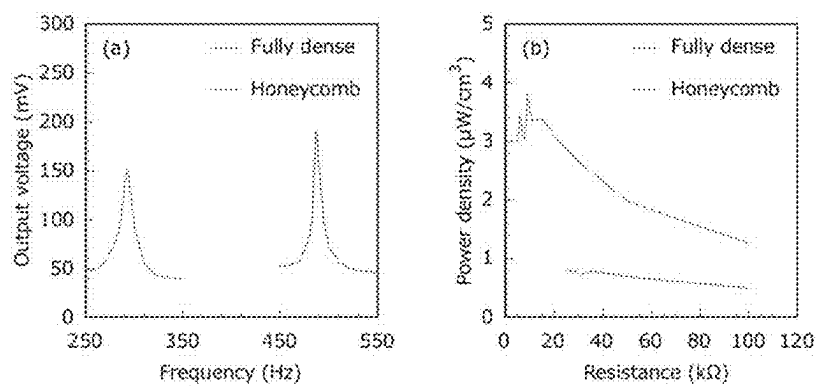 (a)
Fully dense
Honeycomb
Output voltage (mV)
300
250
200
150
100
50
0
250
350
450
550
Frequency (Hz)
(b)
Fully dense
Honeycomb
Power density (µW/cm³)
5
4
3
2
1
0
0
20
40
60
80
100
120
Resistance (kΩ)